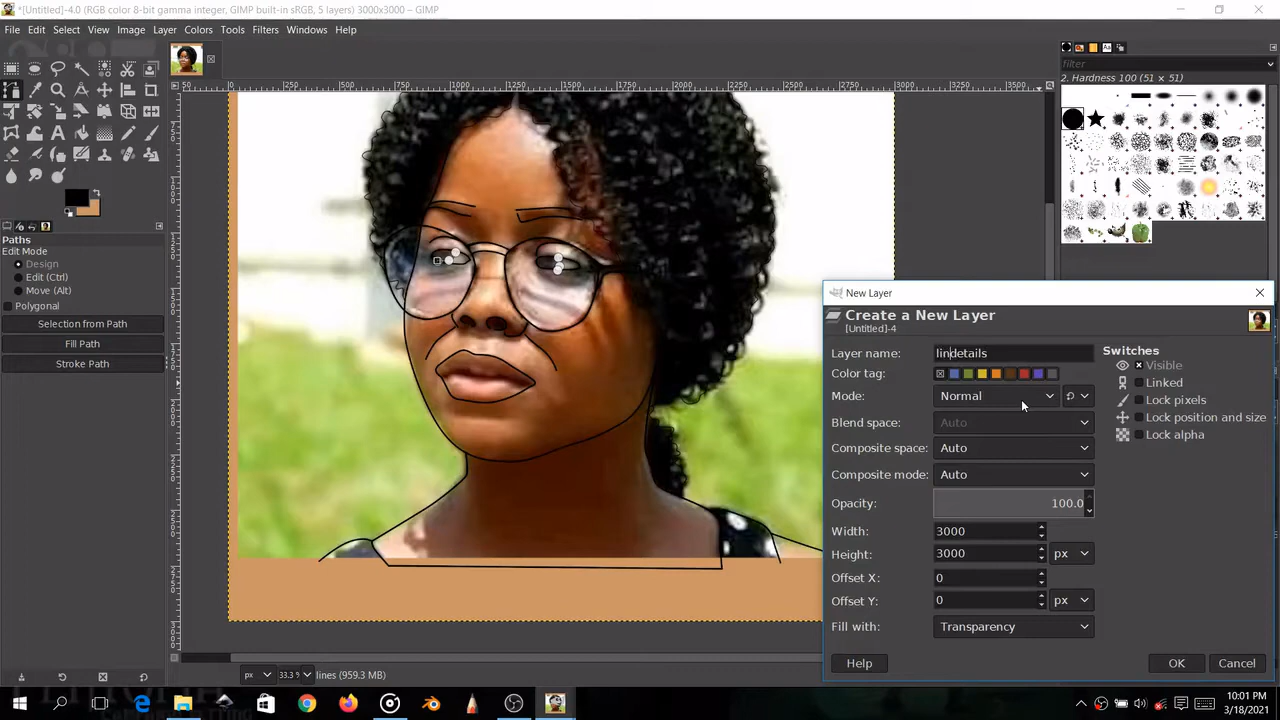 *[Untitled]-4.0 (RGB color 8-bit gamma integer, GIMP built-in sRGB, 5 layers) 3000x3000 – GIMP
File Edit Select View Image Layer Colors Tools Filters Windows Help
filter
2. Hardness 100 (51 × 51)
Paths
Edit Mode
Design
Edit (Ctrl)
Move (Alt)
Polygonal
Selection from Path
Fill Path
Stroke Path
New Layer
Create a New Layer
[Untitled]-4
Layer name: lindetails
Color tag:
Mode: Normal
Blend space: Auto
Composite space: Auto
Composite mode: Auto
Opacity: 100.0
Width: 3000
Height: 3000 px
Offset X: 0
Offset Y: 0 px
Fill with: Transparency
Switches
Visible
Linked
Lock pixels
Lock position and size
Lock alpha
Help OK Cancel
px 33.3 % lines (959.3 MB)
10:01 PM
3/18/2021